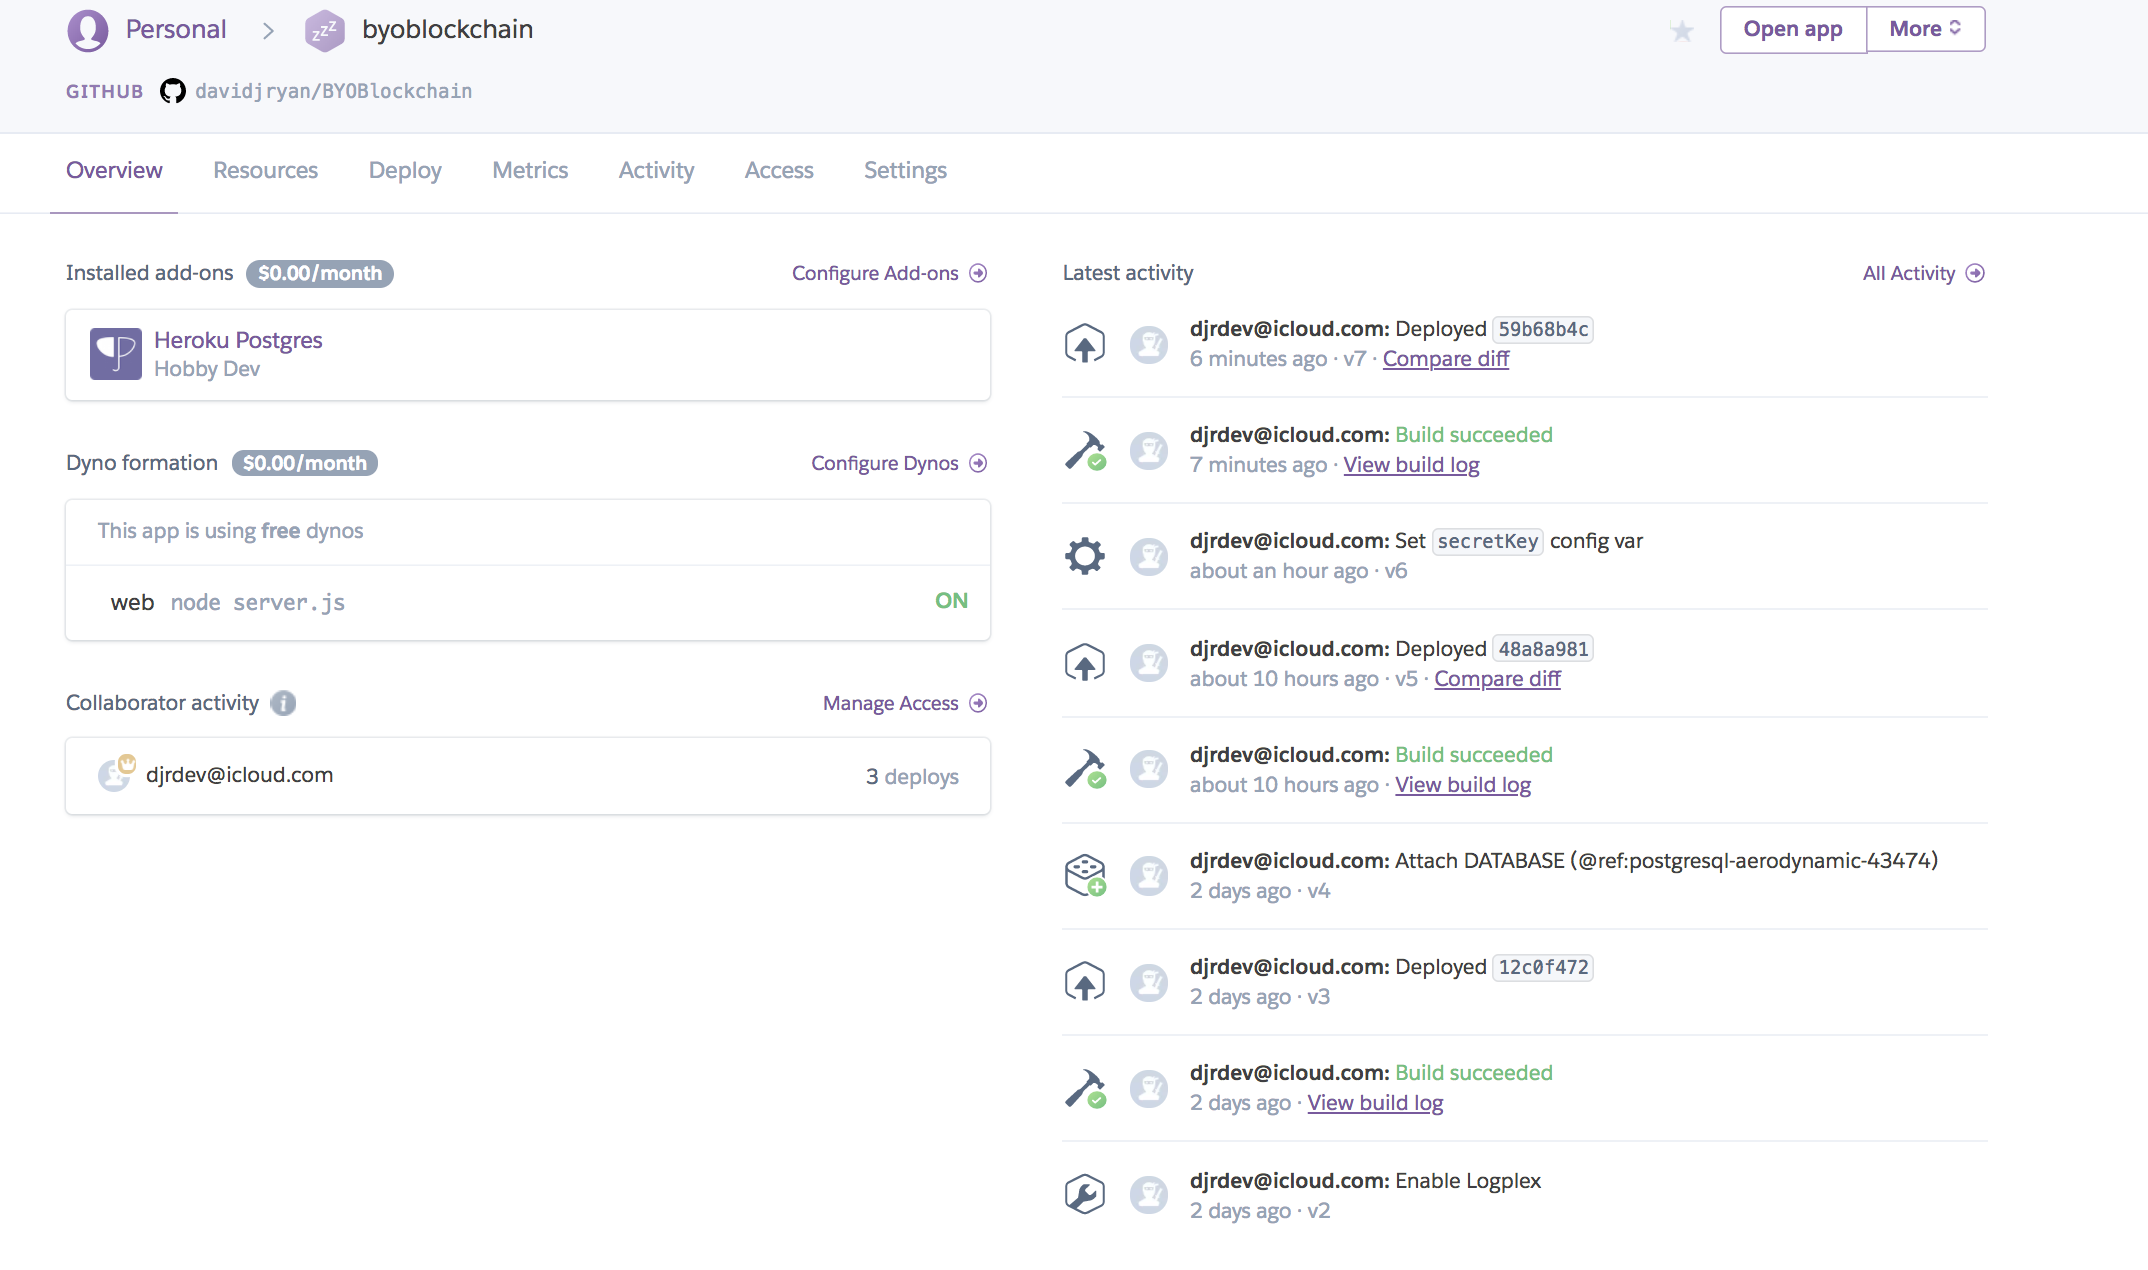 Personal > byoblockchain
Open app
More
GITHUB davidjryan/BYOBlockchain
Overview
Resources
Deploy
Metrics
Activity
Access
Settings
Installed add-ons $0.00/month
Configure Add-ons
Heroku Postgres
Hobby Dev
Dyno formation $0.00/month
Configure Dynos
This app is using free dynos
web node server.js
ON
Collaborator activity
Manage Access
djrdev@icloud.com
3 deploys
Latest activity
All Activity
djrdev@icloud.com: Deployed 59b68b4c
6 minutes ago · v7 · Compare diff
djrdev@icloud.com: Build succeeded
7 minutes ago · View build log
djrdev@icloud.com: Set secretKey config var
about an hour ago · v6
djrdev@icloud.com: Deployed 48a8a981
about 10 hours ago · v5 · Compare diff
djrdev@icloud.com: Build succeeded
about 10 hours ago · View build log
djrdev@icloud.com: Attach DATABASE (@ref:postgresql-aerodynamic-43474)
2 days ago · v4
djrdev@icloud.com: Deployed 12c0f472
2 days ago · v3
djrdev@icloud.com: Build succeeded
2 days ago · View build log
djrdev@icloud.com: Enable Logplex
2 days ago · v2